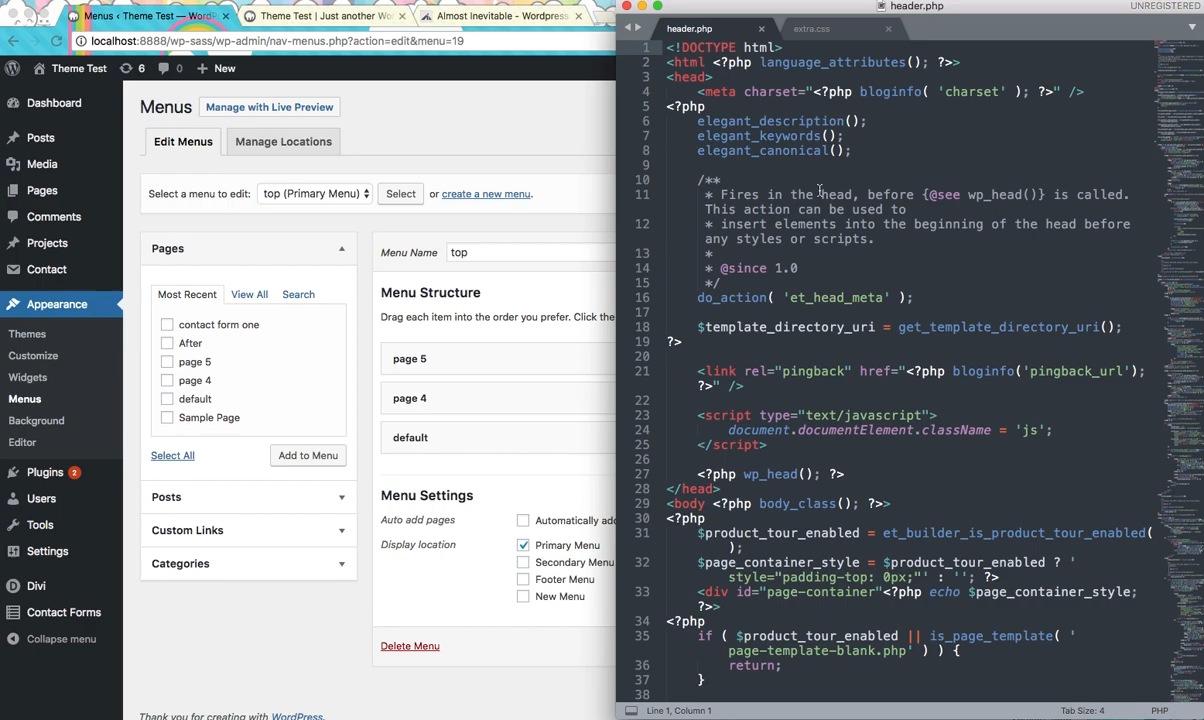 Menus ‹ Theme Test — WordP
Theme Test | Just another Wor
Almost Inevitable - Wordpress
localhost:8888/wp-sass/wp-admin/nav-menus.php?action=edit&menu=19
Theme Test
6
0
New
Dashboard
Posts
Media
Pages
Comments
Projects
Contact
Appearance
Themes
Customize
Widgets
Menus
Background
Editor
Plugins 2
Users
Tools
Settings
Divi
Contact Forms
Collapse menu
Menus
Manage with Live Preview
Edit Menus
Manage Locations
Select a menu to edit:
top (Primary Menu)
Select
or create a new menu.
Pages
Most Recent
View All
Search
contact form one
After
page 5
page 4
default
Sample Page
Select All
Add to Menu
Posts
Custom Links
Categories
Menu Name
top
Menu Structure
Drag each item into the order you prefer. Click the
page 5
page 4
default
Menu Settings
Auto add pages
Automatically add
Display location
Primary Menu
Secondary Menu
Footer Menu
New Menu
Delete Menu
Thank you for creating with WordPress.
header.php
UNREGISTERED
header.php
extra.css
1 <!DOCTYPE html>
2 <html <?php language_attributes(); ?>>
3 <head>
4 <meta charset="<?php bloginfo( 'charset' ); ?>" />
5 <?php
6 elegant_description();
7 elegant_keywords();
8 elegant_canonical();
9
10 /**
11 * Fires in the head, before {@see wp_head()} is called.
This action can be used to
12 * insert elements into the beginning of the head before
any styles or scripts.
13 *
14 * @since 1.0
15 */
16 do_action( 'et_head_meta' );
17
18 $template_directory_uri = get_template_directory_uri();
19 ?>
20
21 <link rel="pingback" href="<?php bloginfo('pingback_url');
?>" />
22
23 <script type="text/javascript">
24 document.documentElement.className = 'js';
25 </script>
26
27 <?php wp_head(); ?>
28 </head>
29 <body <?php body_class(); ?>>
30 <?php
31 $product_tour_enabled = et_builder_is_product_tour_enabled(
);
32 $page_container_style = $product_tour_enabled ? '
style="padding-top: 0px;"' : ''; ?>
33 <div id="page-container"<?php echo $page_container_style;
?>>
34 <?php
35 if ( $product_tour_enabled || is_page_template( '
page-template-blank.php' ) ) {
36 return;
37 }
38
Line 1, Column 1
Tab Size: 4
PHP